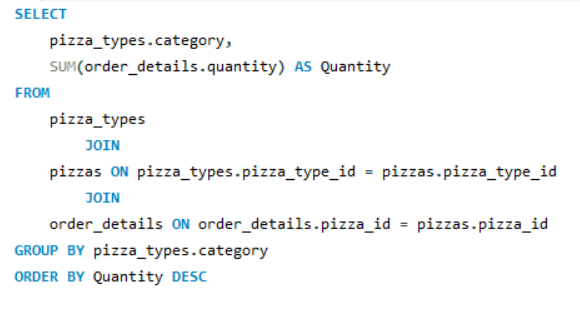 SELECT
    pizza_types.category,
    SUM(order_details.quantity) AS Quantity
FROM
    pizza_types
        JOIN
    pizzas ON pizza_types.pizza_type_id = pizzas.pizza_type_id
        JOIN
    order_details ON order_details.pizza_id = pizzas.pizza_id
GROUP BY pizza_types.category
ORDER BY Quantity DESC